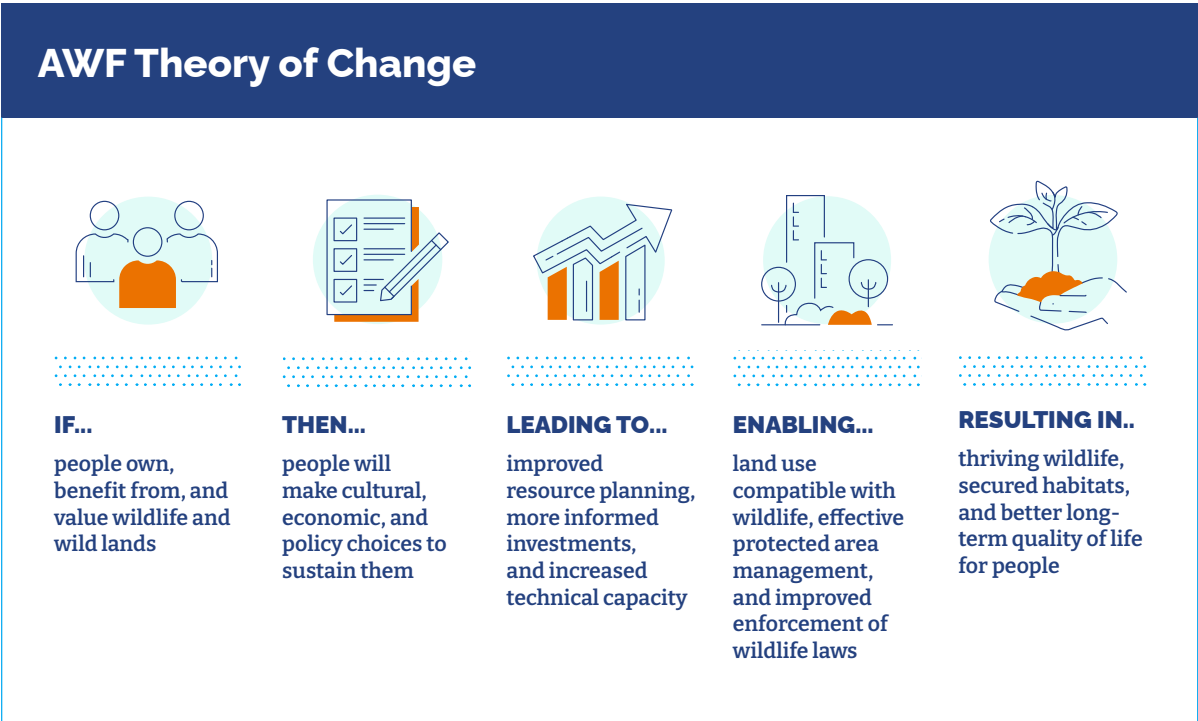 AWF Theory of Change
IF...
people own,
benefit from, and
value wildlife and
wild lands
THEN...
people will
make cultural,
economic, and
policy choices to
sustain them
LEADING TO...
improved
resource planning,
more informed
investments,
and increased
technical capacity
ENABLING...
land use
compatible with
wildlife, effective
protected area
management,
and improved
enforcement of
wildlife laws
RESULTING IN..
thriving wildlife,
secured habitats,
and better long-
term quality of life
for people